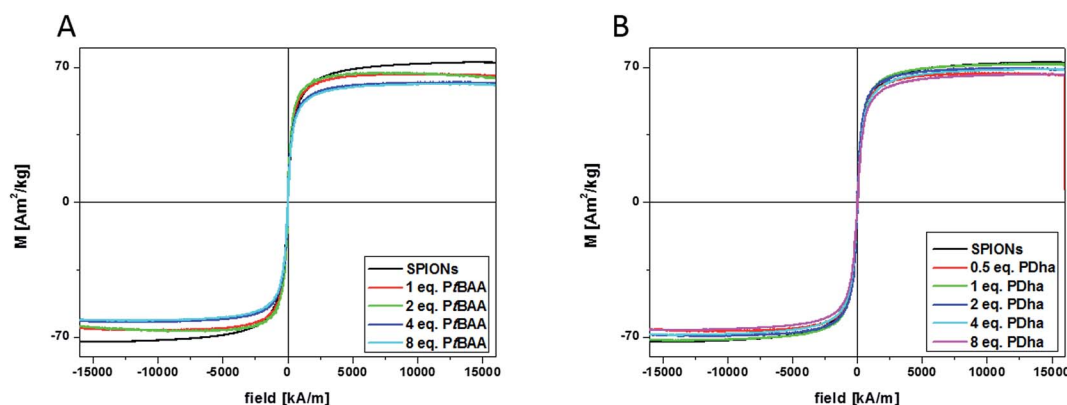 A
B
70
0
-70
M [Am²/kg]
SPIONs
1 eq. PtBAA
2 eq. PtBAA
4 eq. PtBAA
8 eq. PtBAA
-15000 -10000 -5000 0 5000 10000 15000
field [kA/m]
70
0
-70
M [Am²/kg]
SPIONs
0.5 eq. PDha
1 eq. PDha
2 eq. PDha
4 eq. PDha
8 eq. PDha
-15000 -10000 -5000 0 5000 10000 15000
field [kA/m]